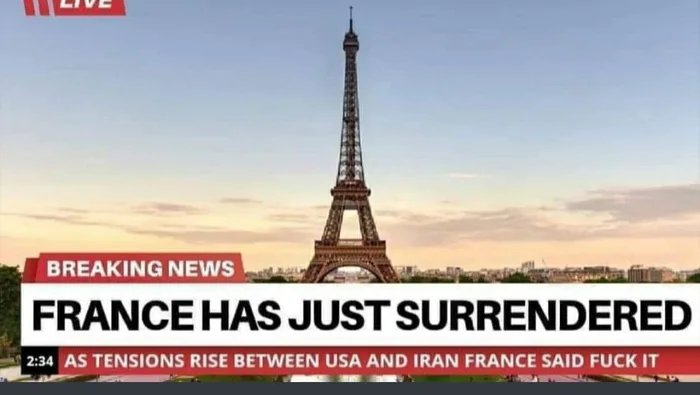 LIVE
BREAKING NEWS
FRANCE HAS JUST SURRENDERED
2:34 AS TENSIONS RISE BETWEEN USA AND IRAN FRANCE SAID FUCK IT